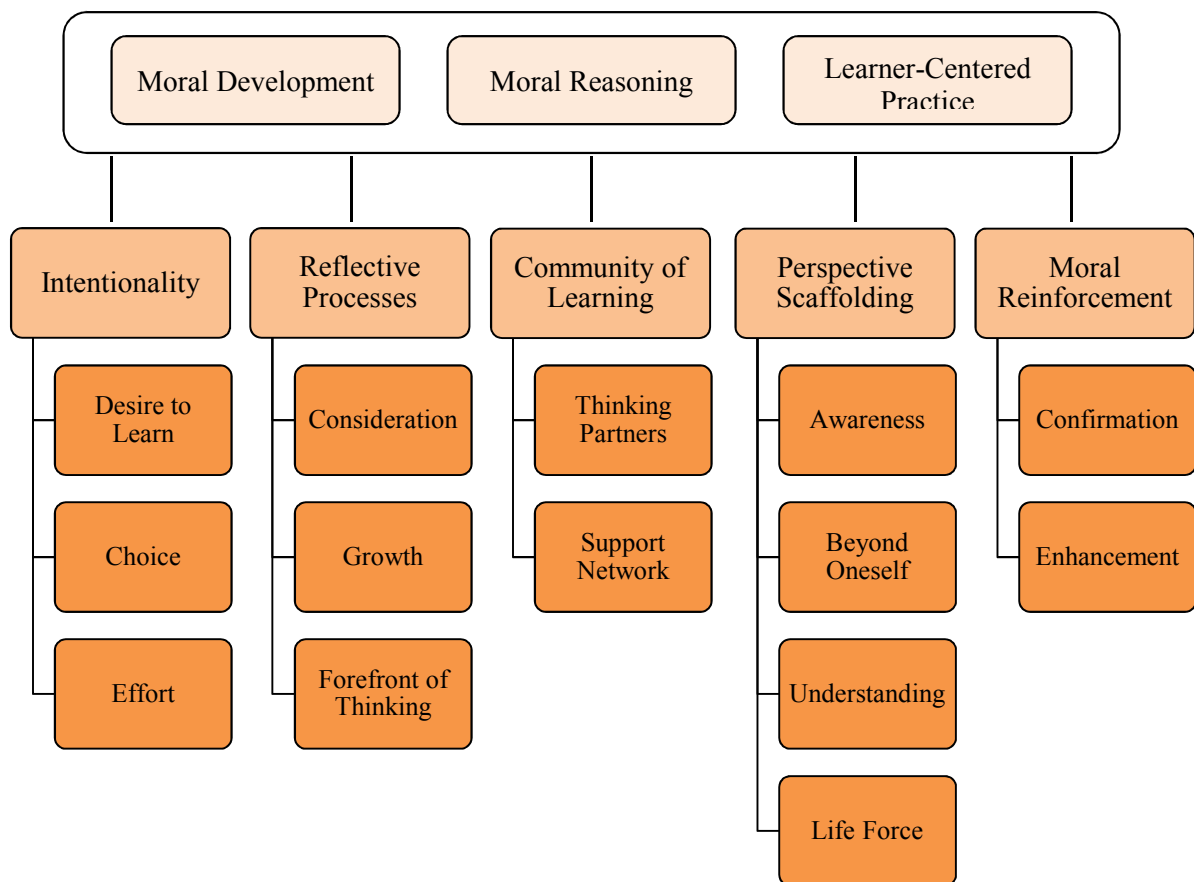 Moral Development
Moral Reasoning
Learner-Centered
Practice
Intentionality
Reflective
Processes
Community of
Learning
Perspective
Scaffolding
Moral
Reinforcement
Desire to
Learn
Consideration
Thinking
Partners
Awareness
Confirmation
Choice
Growth
Support
Network
Beyond
Oneself
Enhancement
Effort
Forefront of
Thinking
Understanding
Life Force